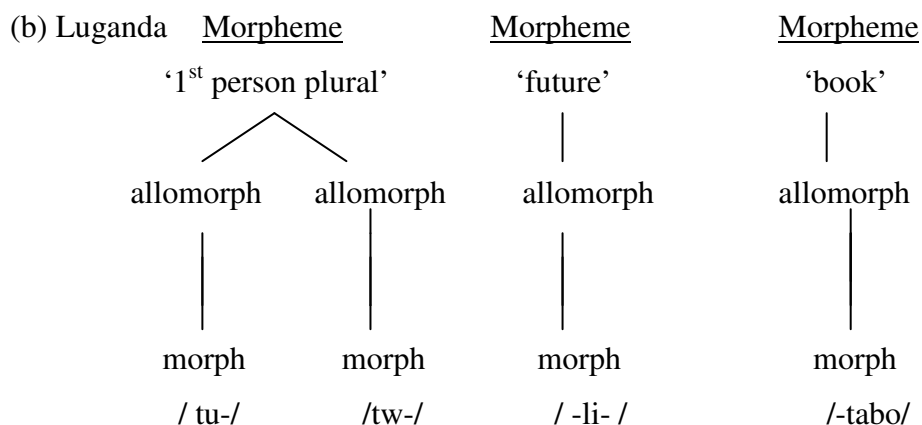 (b) Luganda Morpheme Morpheme Morpheme
‘1st person plural’ ‘future’ ‘book’
allomorph allomorph allomorph allomorph
morph morph morph morph
/ tu-/ /tw-/ / -li- / /-tabo/